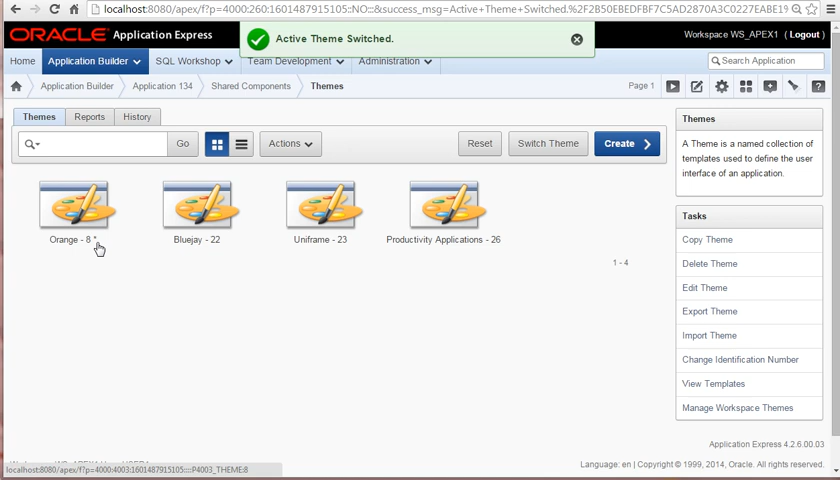 localhost:8080/apex/f?p=4000:260:1601487915105:NO:::&success_msg=Active+Theme+Switched.%2F2B50EBEDFBF7C5AD2870A3C0227EABE19
ORACLE Application Express
Active Theme Switched.
Workspace WS_APEX1 (Logout)
Home
Application Builder
SQL Workshop
Team Development
Administration
Search Application
Application Builder
Application 134
Shared Components
Themes
Page 1
Themes
Reports
History
Go
Actions
Reset
Switch Theme
Create
Orange - 8 *
Bluejay - 22
Uniframe - 23
Productivity Applications - 26
1 - 4
Themes
A Theme is a named collection of
templates used to define the user
interface of an application.
Tasks
Copy Theme
Delete Theme
Edit Theme
Export Theme
Import Theme
Change Identification Number
View Templates
Manage Workspace Themes
Application Express 4.2.6.00.03
Language: en | Copyright © 1999, 2014, Oracle. All rights reserved.
localhost:8080/apex/f?p=4000:4003:1601487915105::::P4003_THEME:8